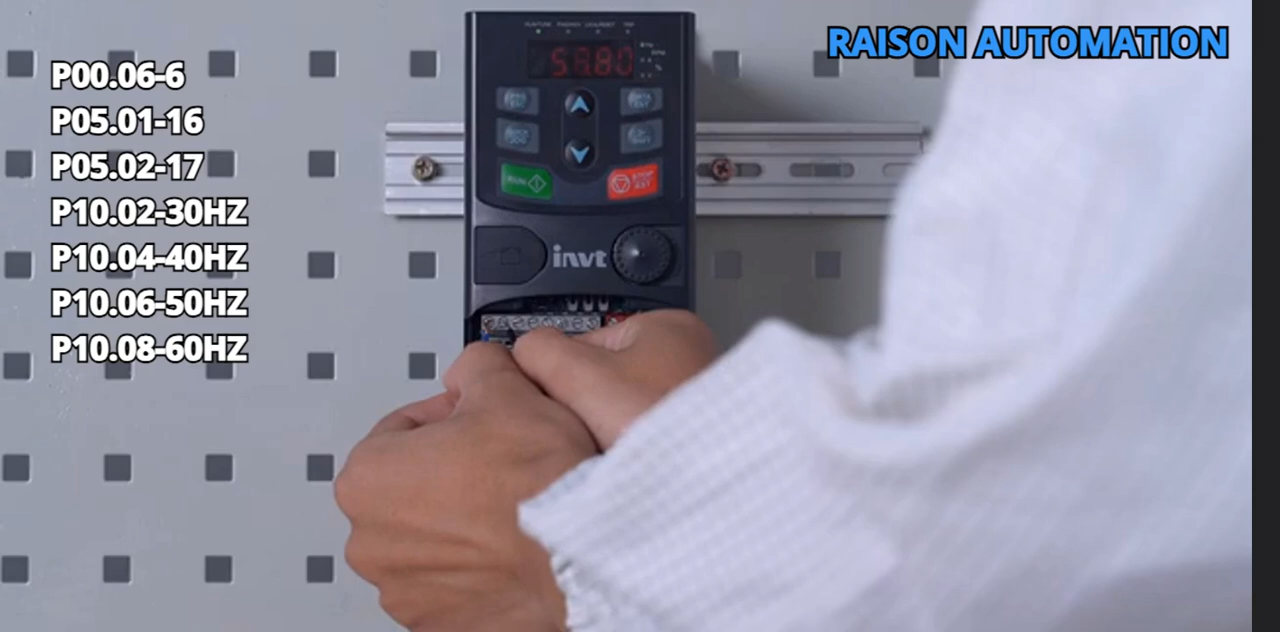 RAISON AUTOMATION
P00.06-6
P05.01-16
P05.02-17
P10.02-30HZ
P10.04-40HZ
P10.06-50HZ
P10.08-60HZ
RUN
STOP
RST
invt